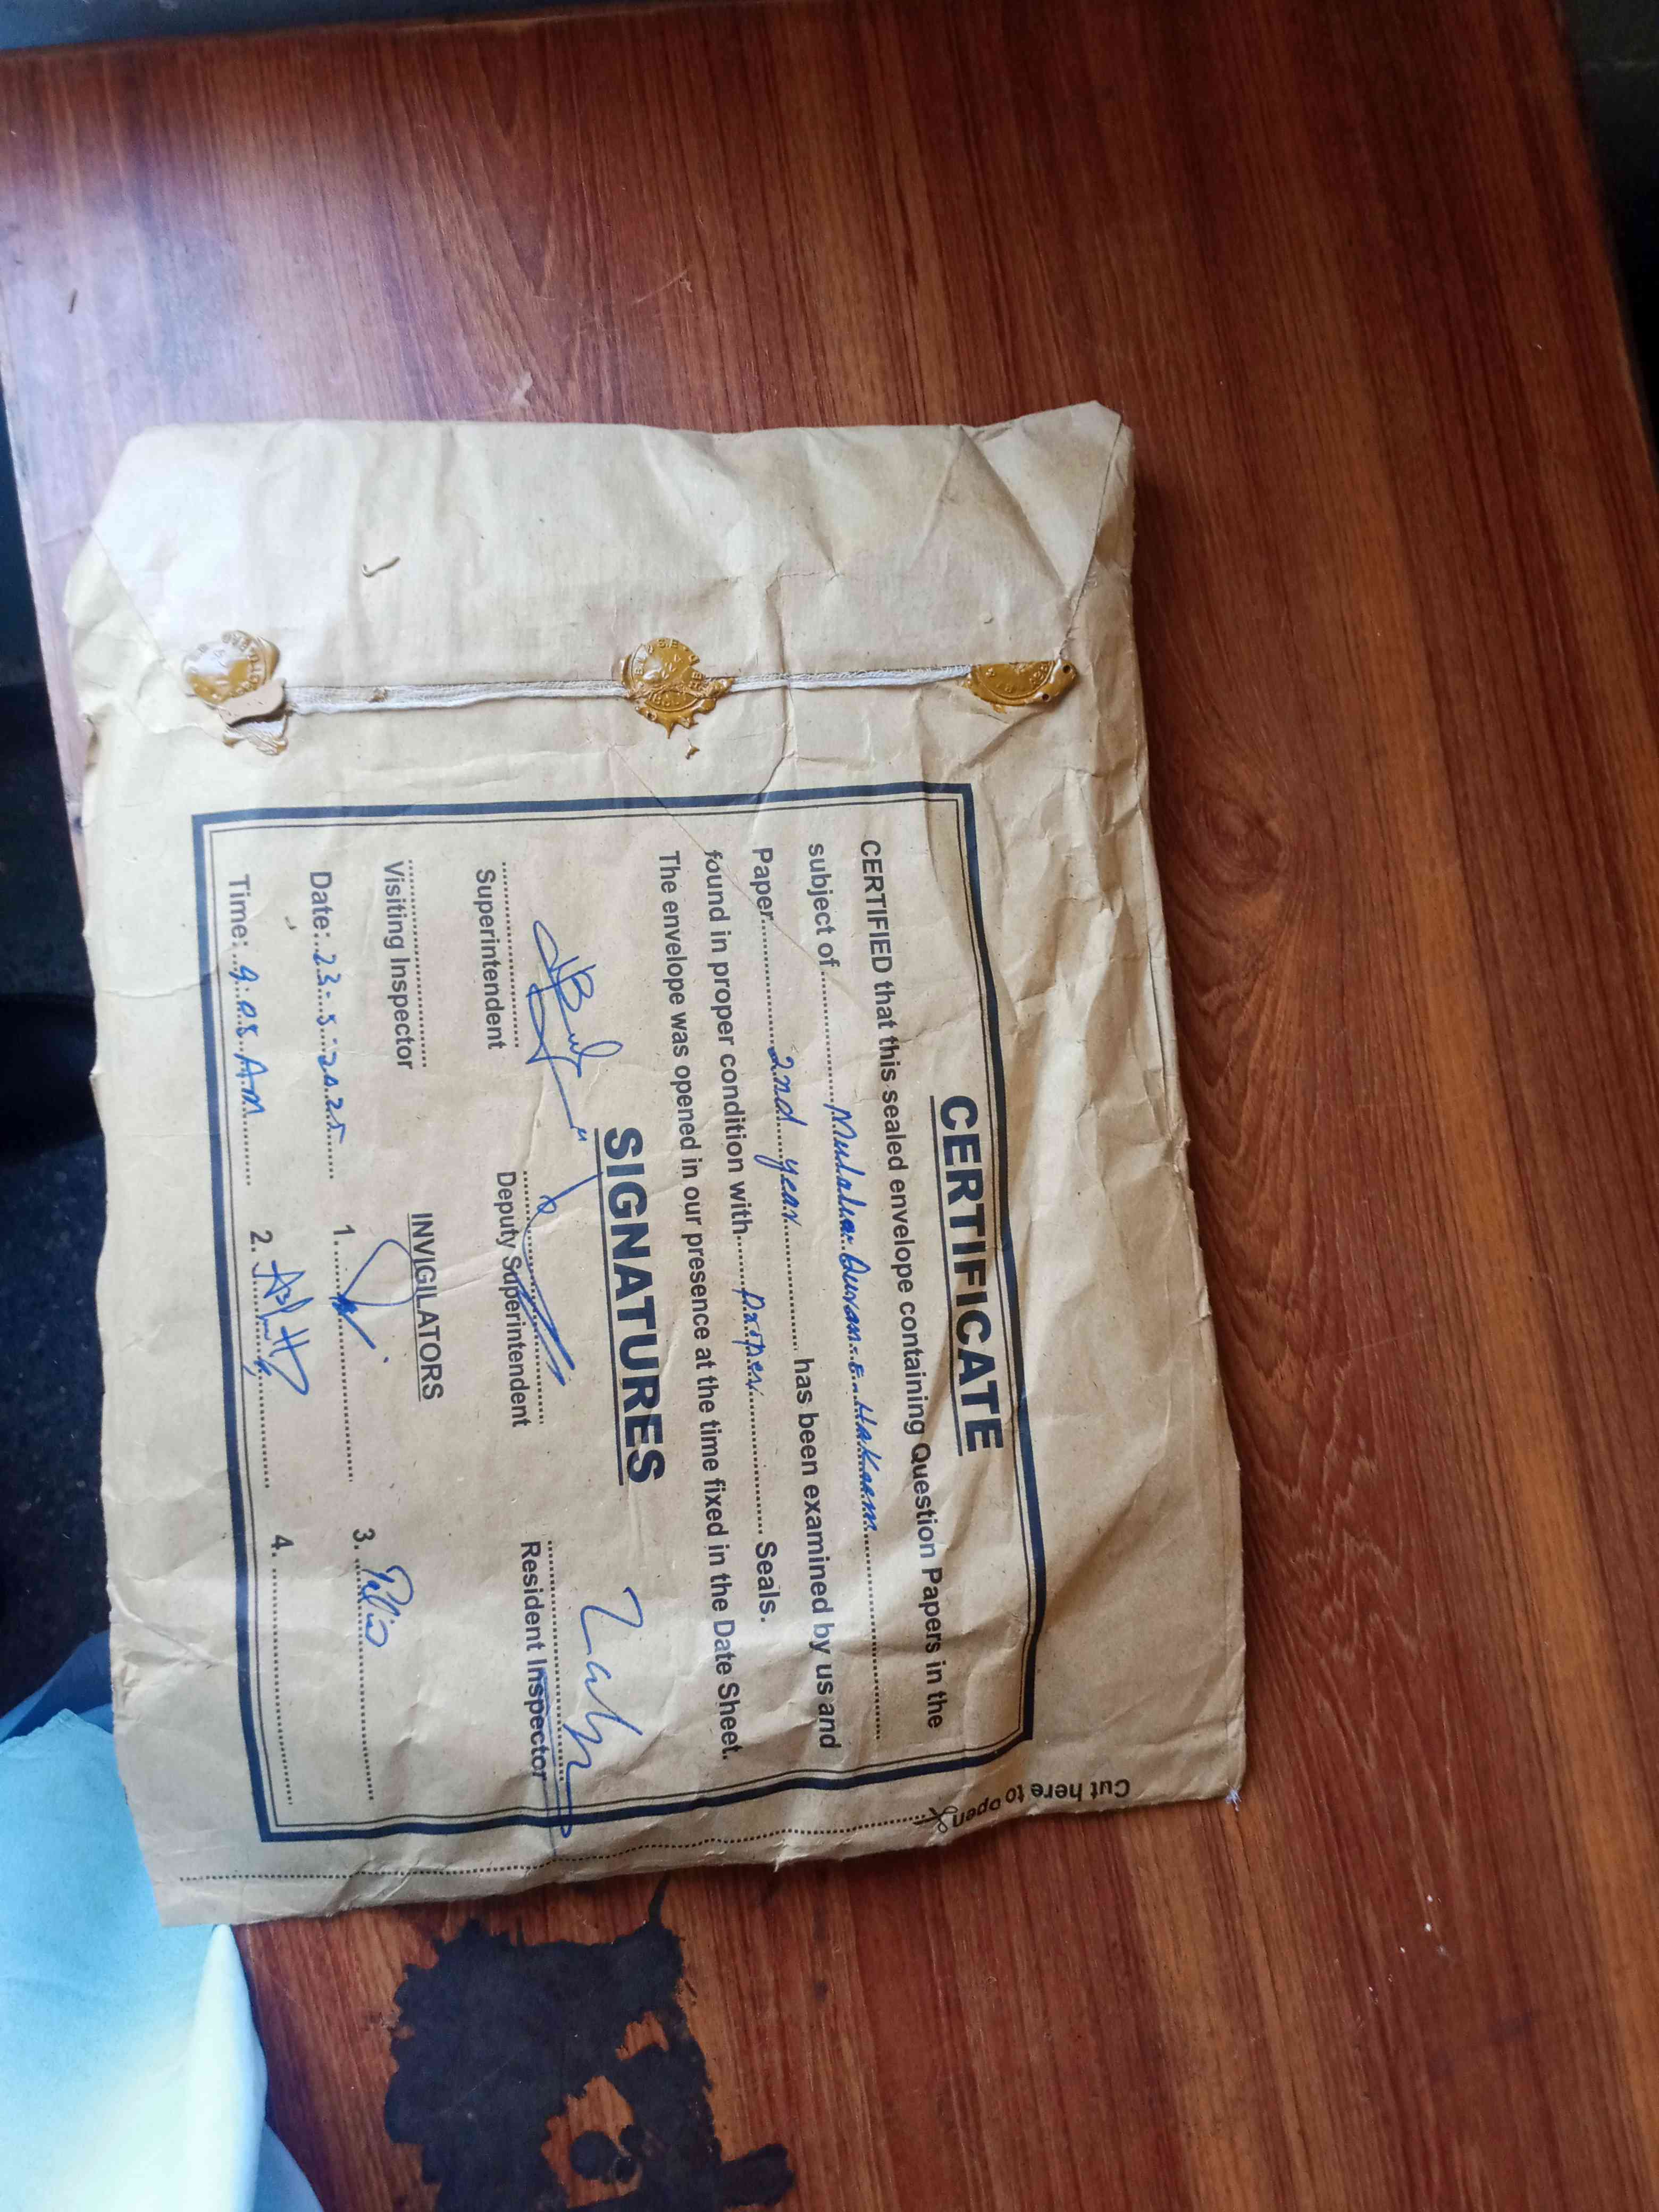 CERTIFICATE
CERTIFIED that this sealed envelope containing Question Papers in the
subject of Mutalia Quran-e-Hakeem
Paper 2nd year has been examined by us and
found in proper condition with proper Seals.
The envelope was opened in our presence at the time fixed in the Date Sheet.
SIGNATURES
Superintendent Deputy Superintendent Resident Inspector
Visiting Inspector
INVIGILATORS
Date: 23-5-2025 1. 3.
Time: 9:05 Am 2. 4.
Cut here to open